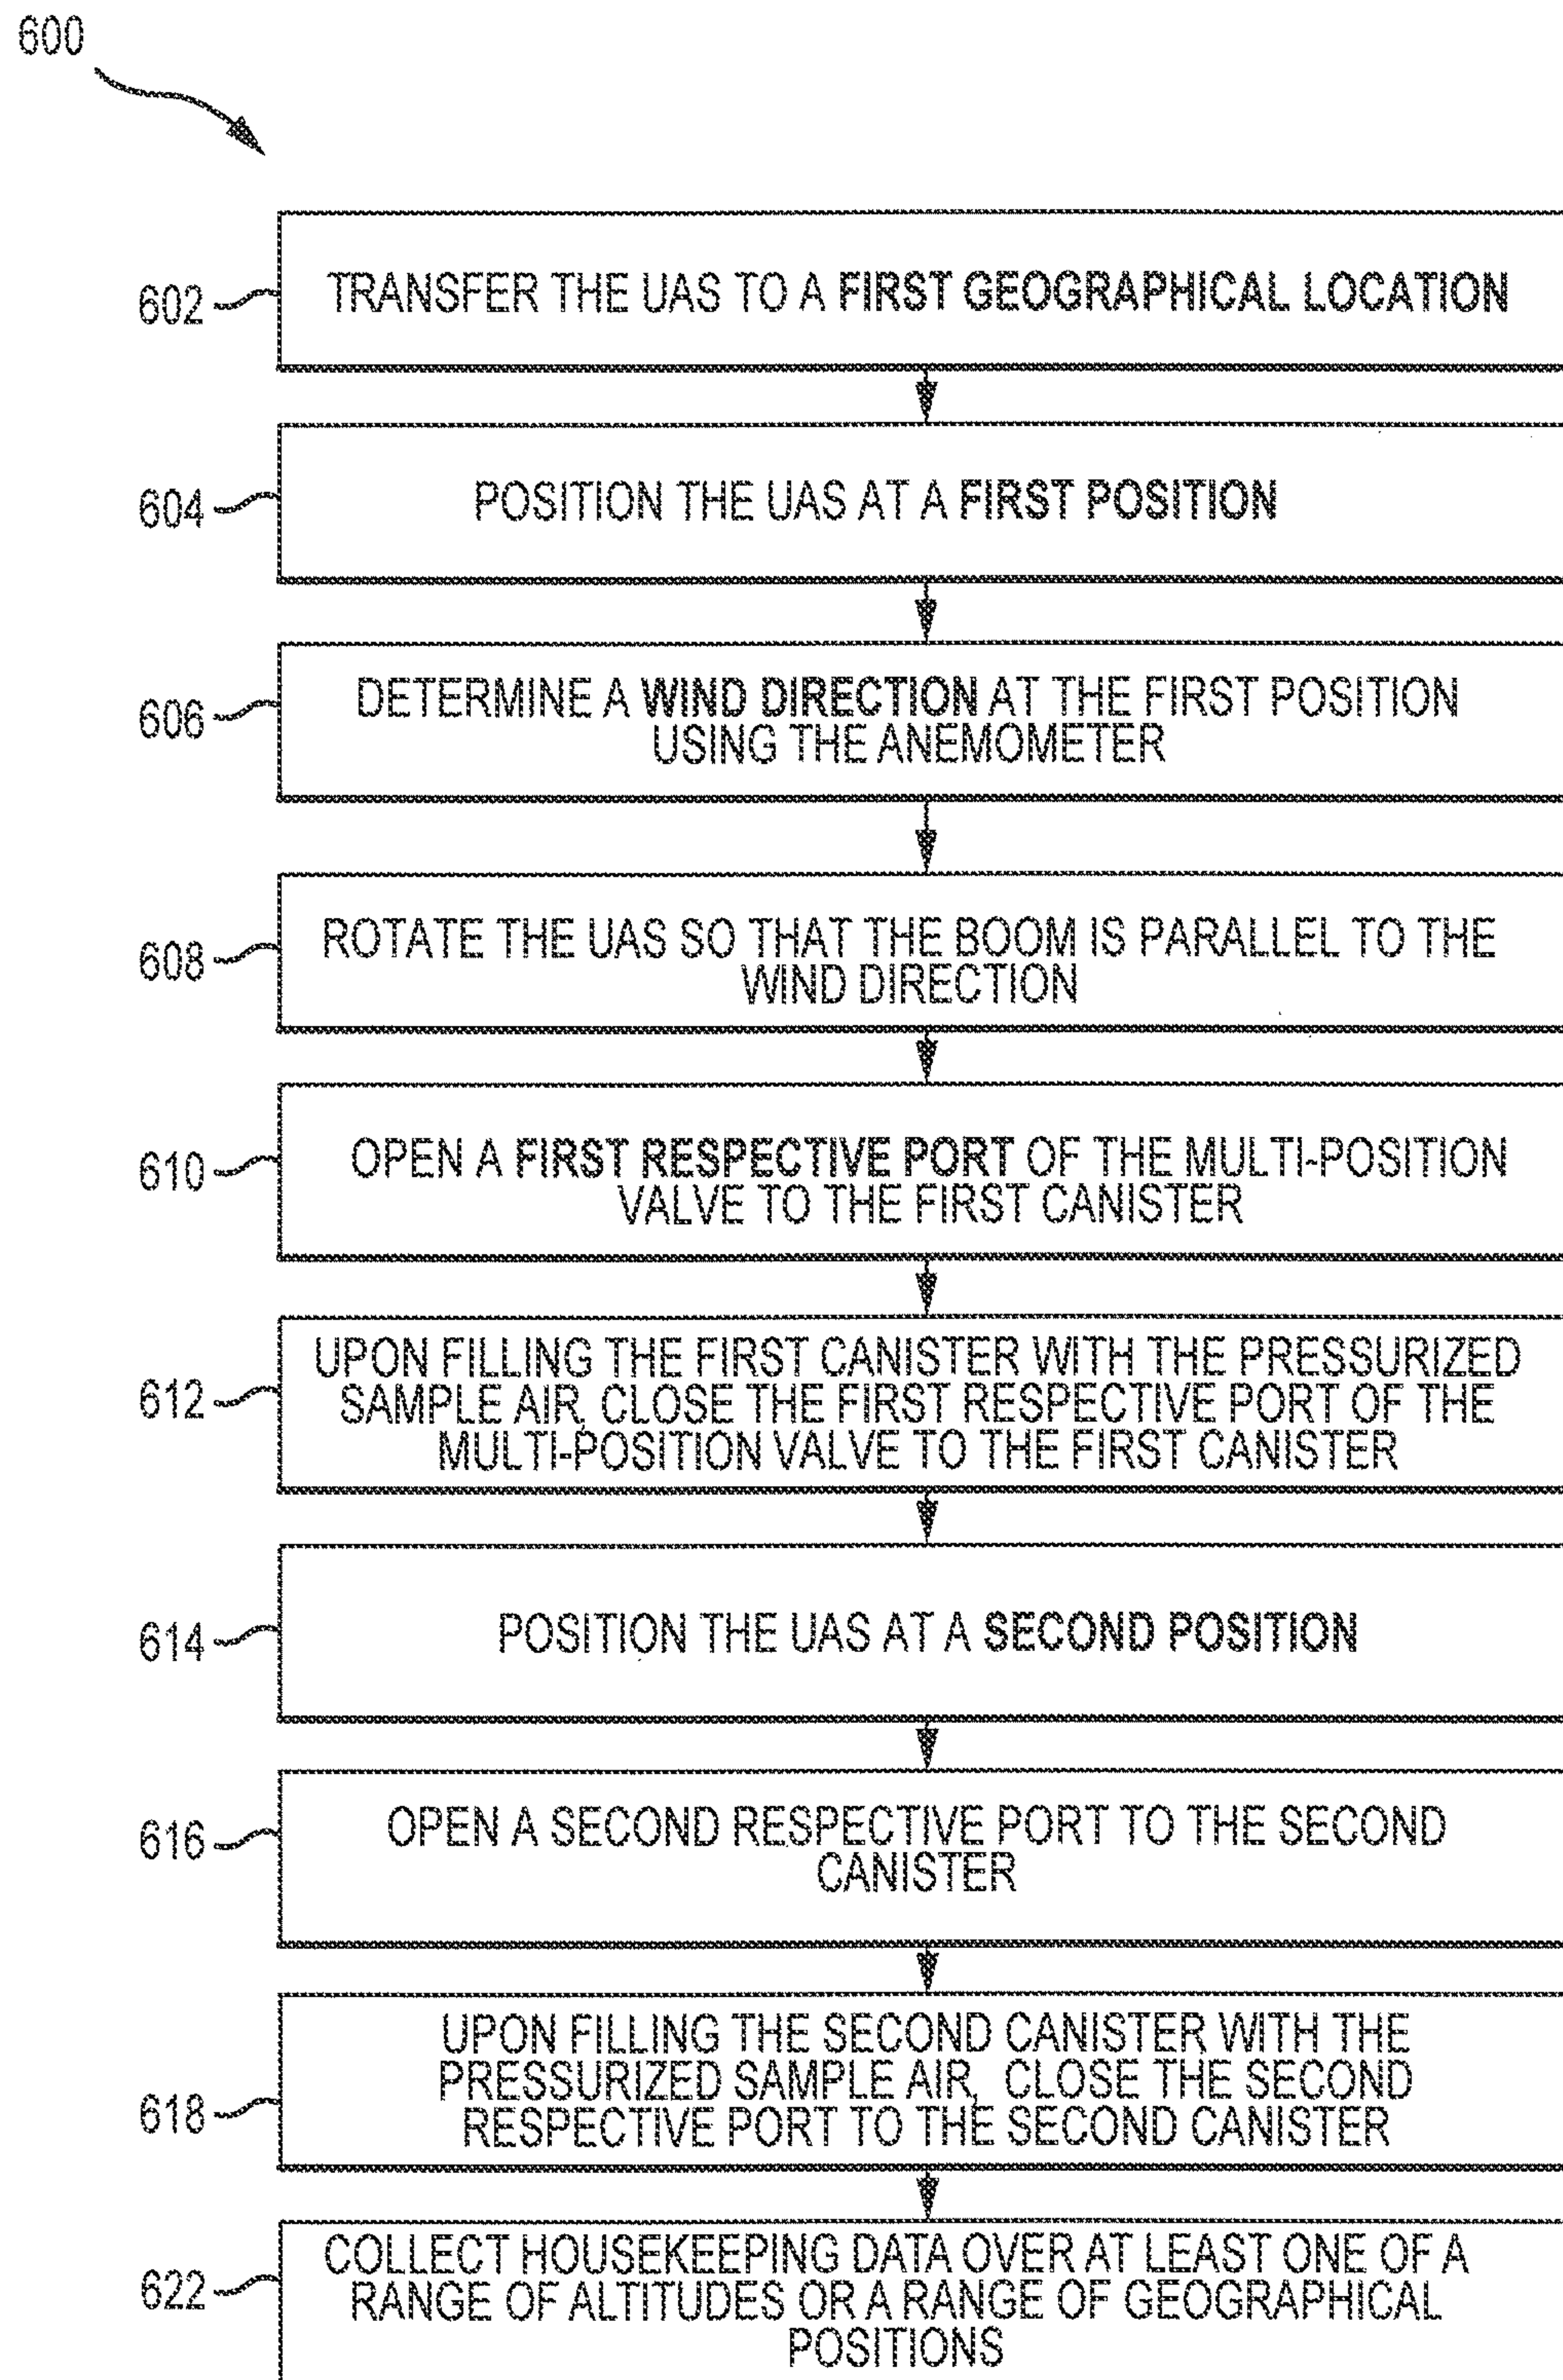 600
602
TRANSFER THE UAS TO A FIRST GEOGRAPHICAL LOCATION
604
POSITION THE UAS AT A FIRST POSITION
606
DETERMINE A WIND DIRECTION AT THE FIRST POSITION
USING THE ANEMOMETER
608
ROTATE THE UAS SO THAT THE BOOM IS PARALLEL TO THE
WIND DIRECTION
610
OPEN A FIRST RESPECTIVE PORT OF THE MULTI-POSITION
VALVE TO THE FIRST CANISTER
612
UPON FILLING THE FIRST CANISTER WITH THE PRESSURIZED
SAMPLE AIR, CLOSE THE FIRST RESPECTIVE PORT OF THE
MULTI-POSITION VALVE TO THE FIRST CANISTER
614
POSITION THE UAS AT A SECOND POSITION
616
OPEN A SECOND RESPECTIVE PORT TO THE SECOND
CANISTER
618
UPON FILLING THE SECOND CANISTER WITH THE
PRESSURIZED SAMPLE AIR, CLOSE THE SECOND
RESPECTIVE PORT TO THE SECOND CANISTER
622
COLLECT HOUSEKEEPING DATA OVER AT LEAST ONE OF A
RANGE OF ALTITUDES OR A RANGE OF GEOGRAPHICAL
POSITIONS